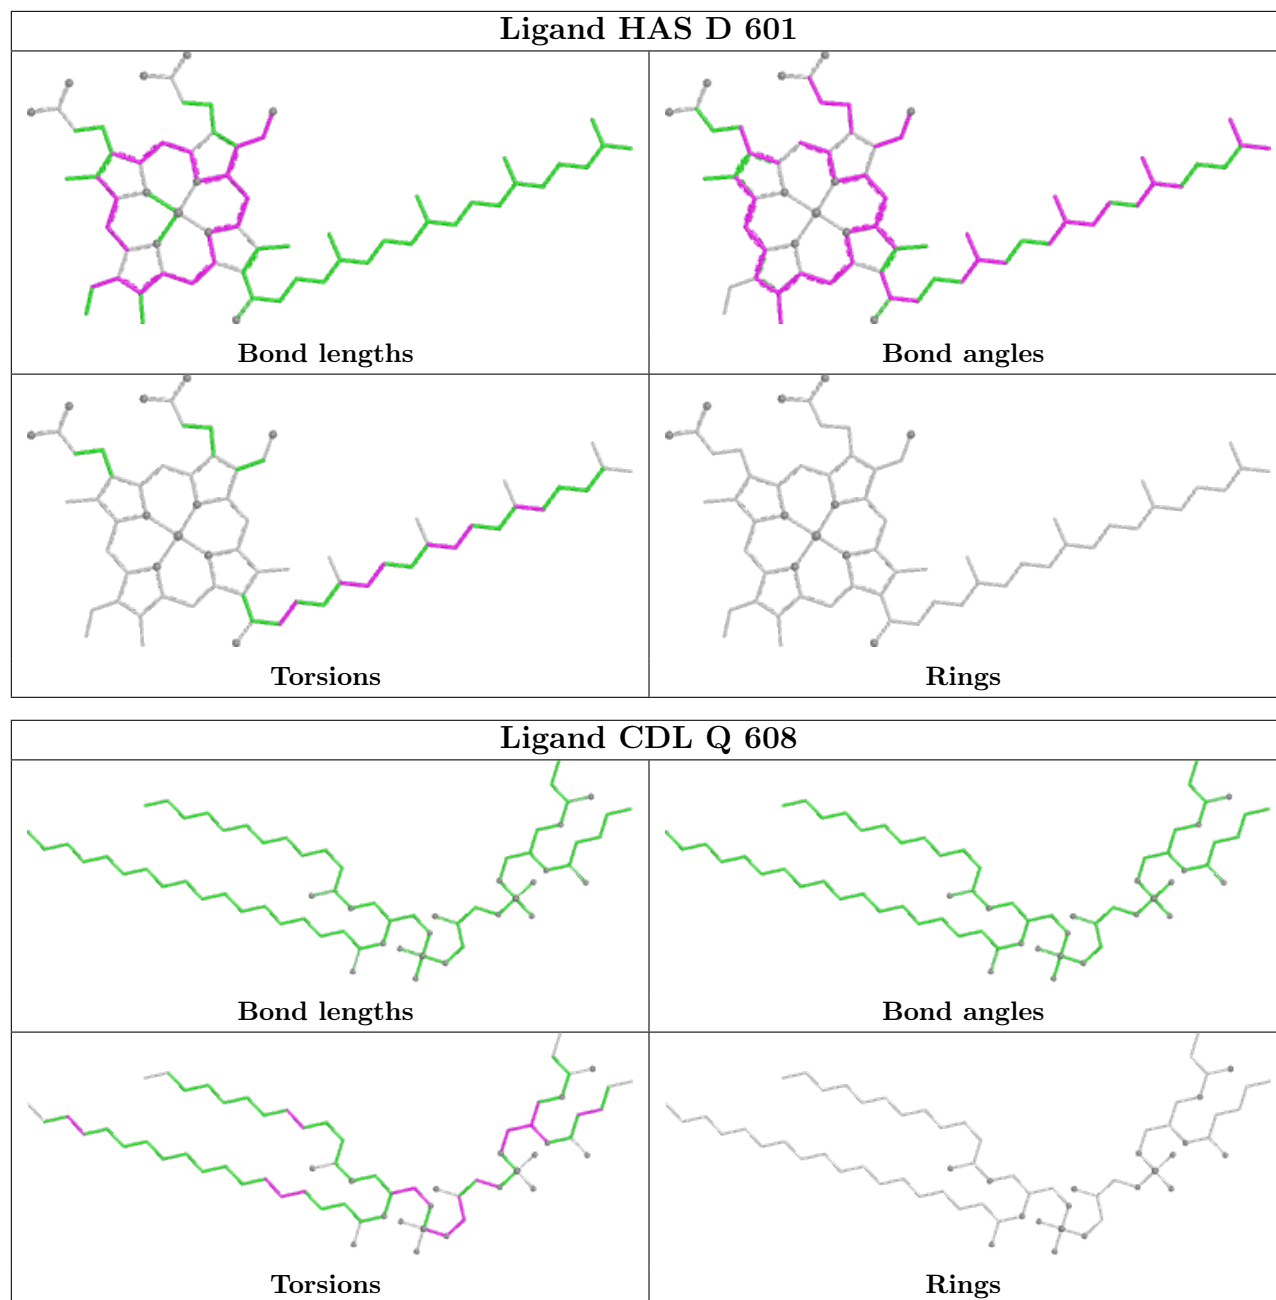 Ligand HAS D 601
Bond lengths
Bond angles
Torsions
Rings
Ligand CDL Q 608
Bond lengths
Bond angles
Torsions
Rings